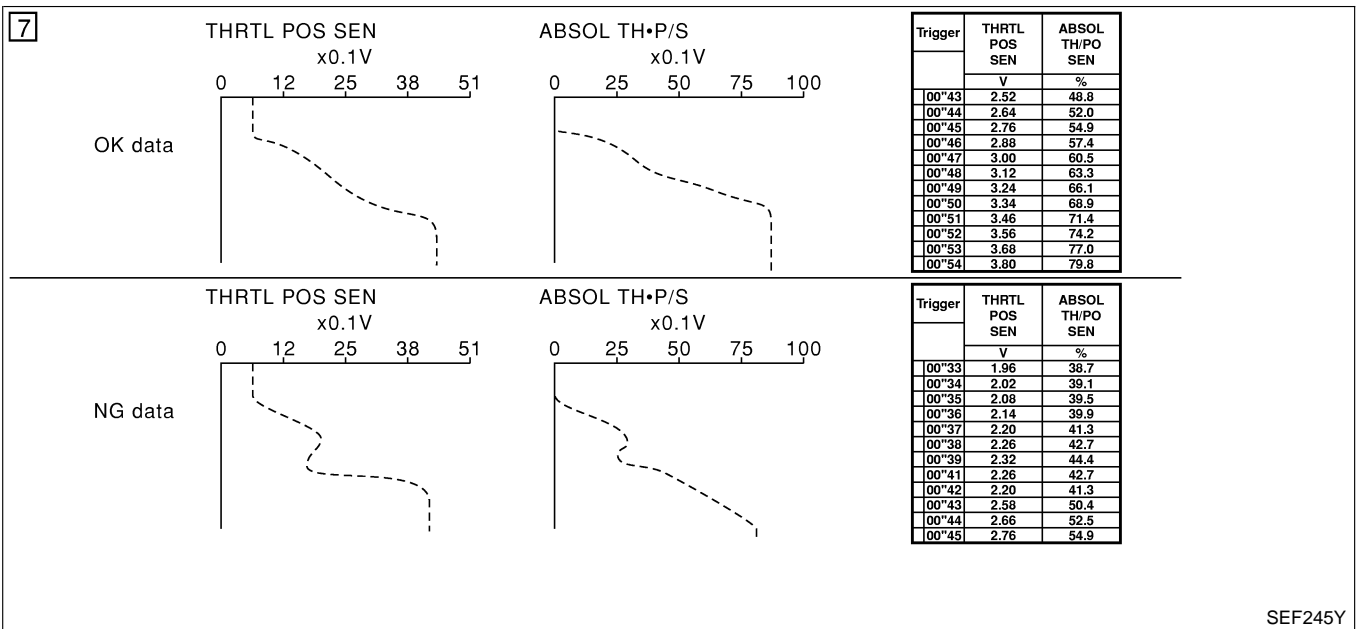 7
THRTL POS SEN
x0.1V
0 12 25 38 51
ABSOL TH•P/S
x0.1V
0 25 50 75 100
OK data
Trigger THRTL POS SEN ABSOL TH/PO SEN
V %
00"43 2.52 48.8
00"44 2.64 52.0
00"45 2.76 54.9
00"46 2.88 57.4
00"47 3.00 60.5
00"48 3.12 63.3
00"49 3.24 66.1
00"50 3.34 68.9
00"51 3.46 71.4
00"52 3.56 74.2
00"53 3.68 77.0
00"54 3.80 79.8
THRTL POS SEN
x0.1V
0 12 25 38 51
ABSOL TH•P/S
x0.1V
0 25 50 75 100
NG data
Trigger THRTL POS SEN ABSOL TH/PO SEN
V %
00"33 1.96 38.7
00"34 2.02 39.1
00"35 2.08 39.5
00"36 2.14 39.9
00"37 2.20 41.3
00"38 2.26 42.7
00"39 2.32 44.4
00"41 2.26 42.7
00"42 2.20 41.3
00"43 2.58 50.4
00"44 2.66 52.5
00"45 2.76 54.9
SEF245Y